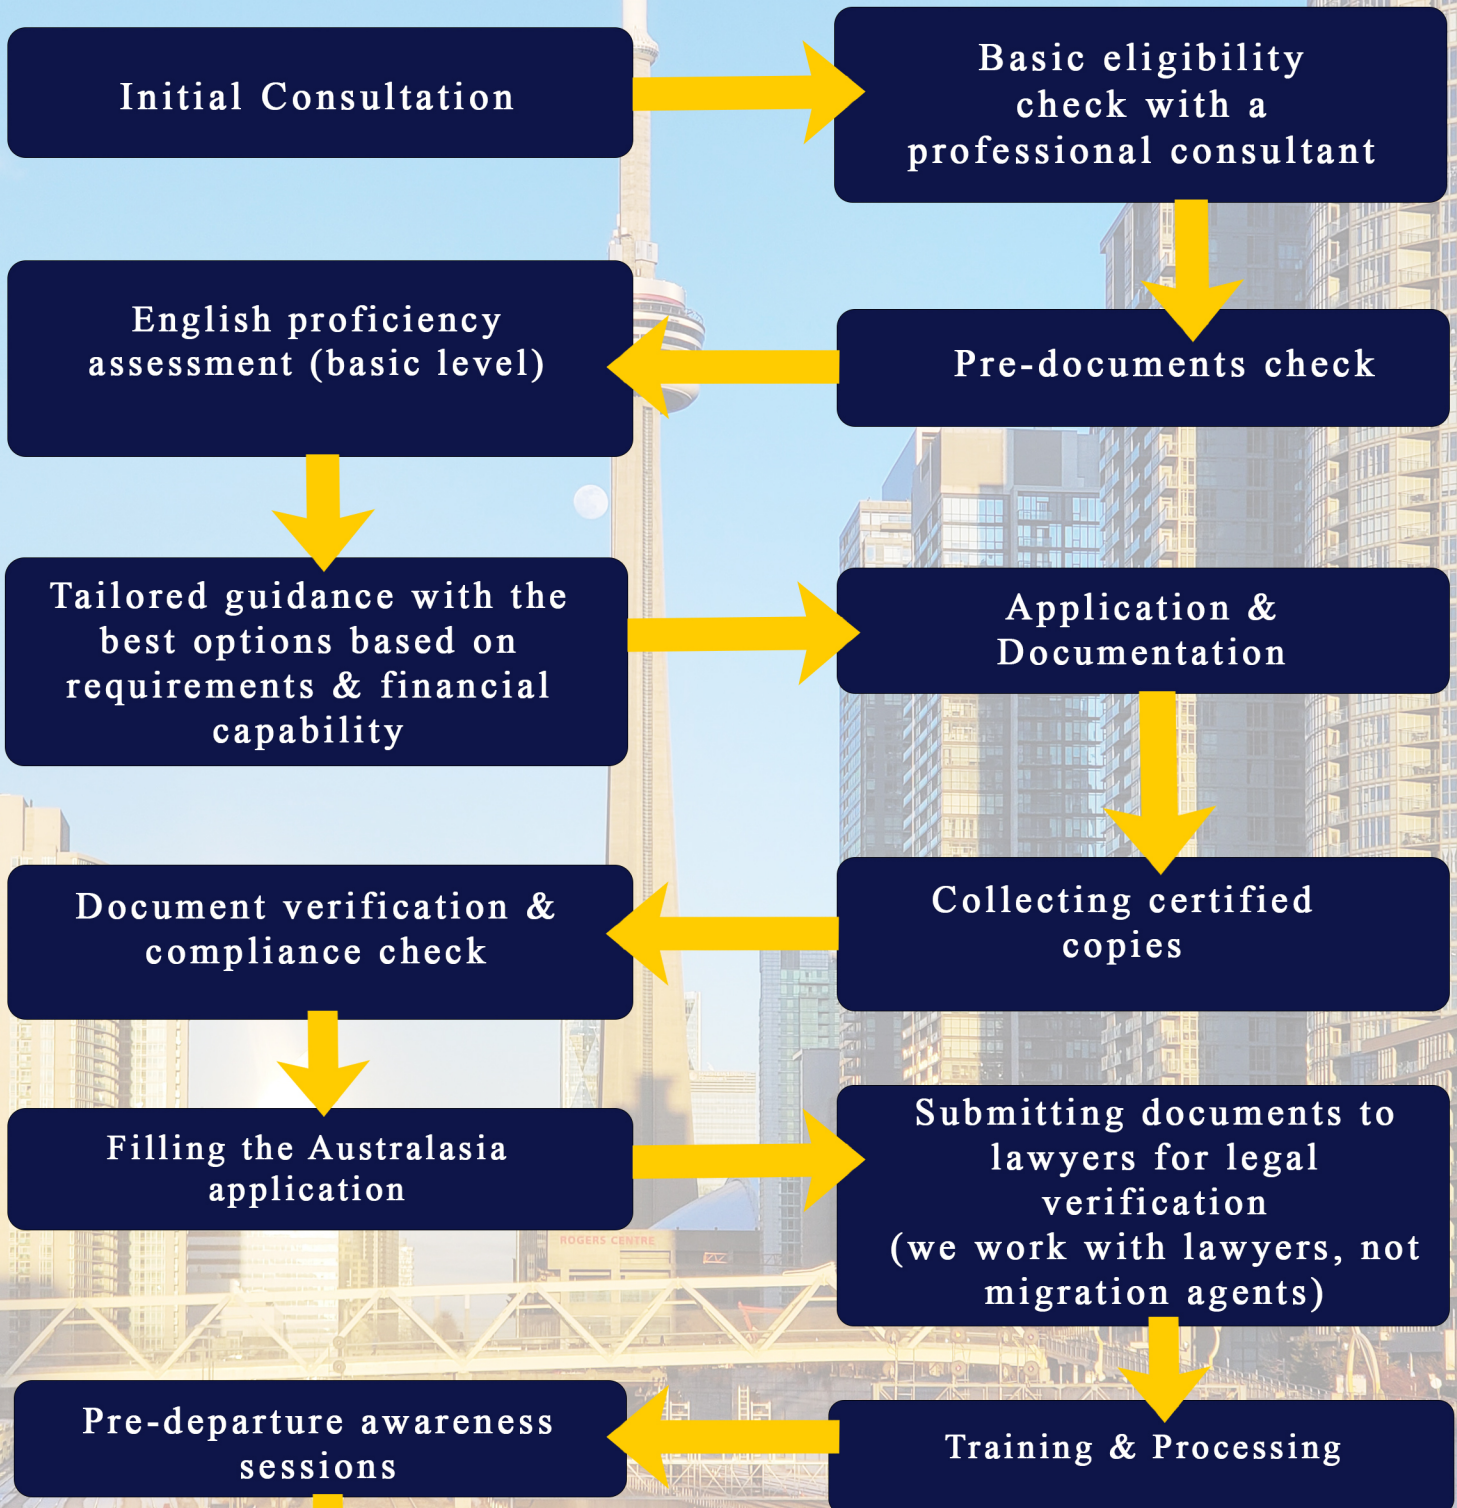 Initial Consultation
Basic eligibility
check with a
professional consultant
Pre-documents check
English proficiency
assessment (basic level)
Tailored guidance with the
best options based on
requirements & financial
capability
Application &
Documentation
Collecting certified
copies
Document verification &
compliance check
Filling the Australasia
application
Submitting documents to
lawyers for legal
verification
(we work with lawyers, not
migration agents)
Training & Processing
Pre-departure awareness
sessions
ROGERS CENTRE